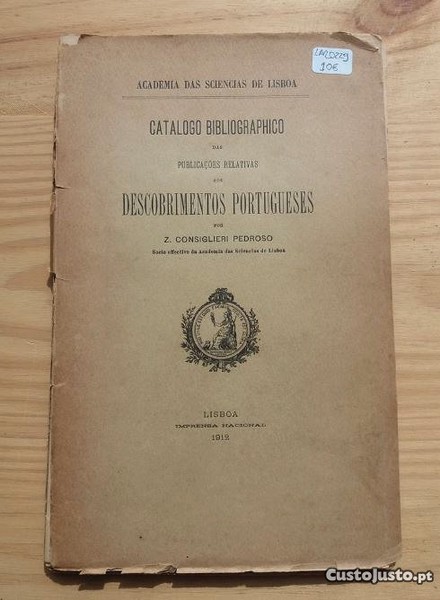 LAR0229
10€
ACADEMIA DAS SCIENCIAS DE LISBOA
CATALOGO BIBLIOGRAPHICO
DAS
PUBLICAÇÕES RELATIVAS
AOS
DESCOBRIMENTOS PORTUGUESES
POR
Z. CONSIGLIERI PEDROSO
Socio effectivo da Academia das Sciencias de Lisboa
LISBOA
IMPRENSA NACIONAL
1912
CustoJusto.pt